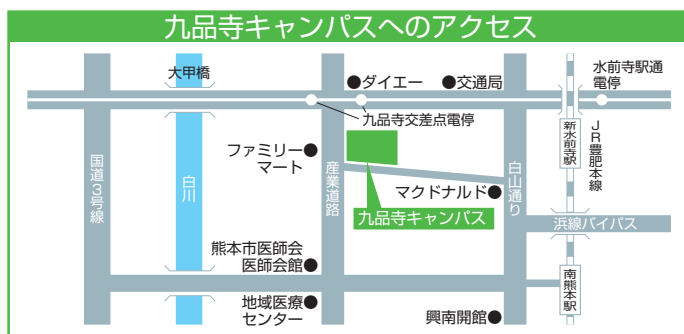 九品寺キャンパスへのアクセス
大甲橋
●ダイエー
●交通局
水前寺駅通
電停
九品寺交差点電停
ファミリー
マート●
国道3号線
白川
産業道路
白山通り
新水前寺駅
JR豊肥本線
マクドナルド●
九品寺キャンパス
浜線バイパス
熊本市医師会
医師会館●
南熊本駅
地域医療●
センター
興南開館●